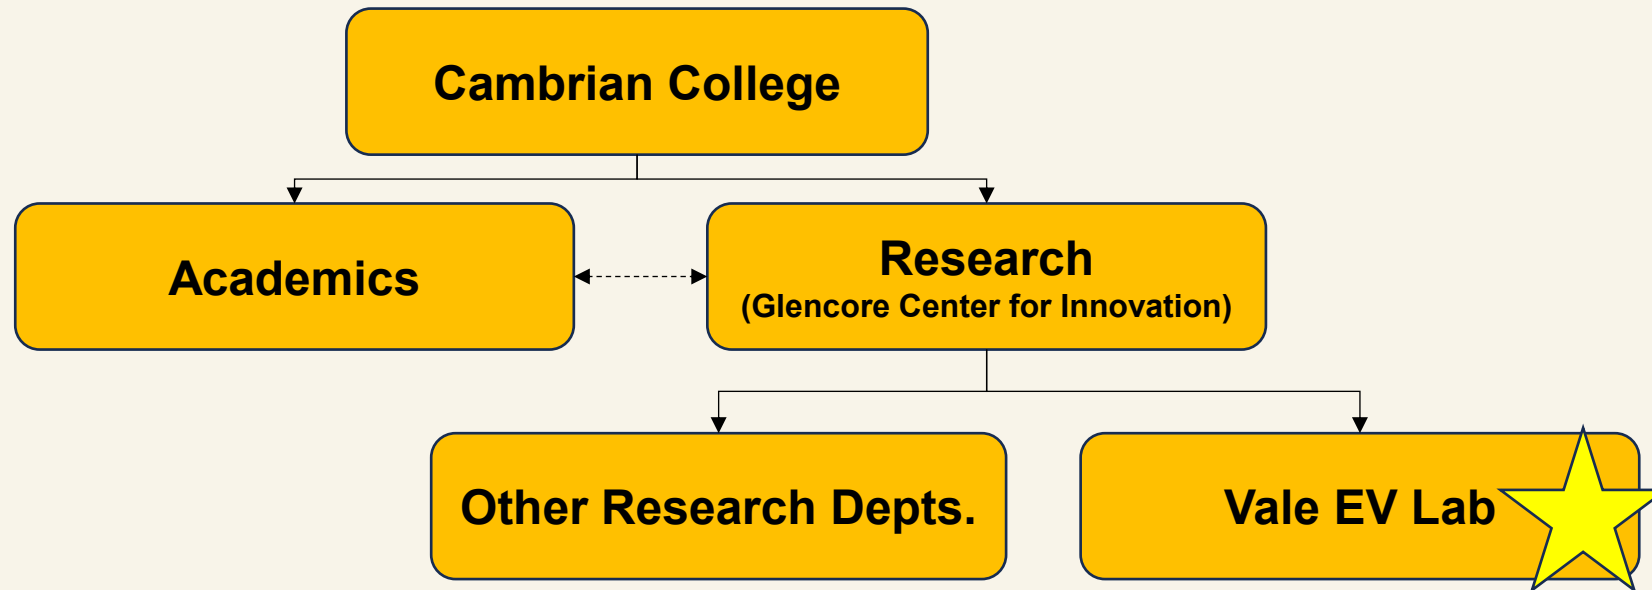 Cambrian College
Academics
Research
(Glencore Center for Innovation)
Other Research Depts.
Vale EV Lab